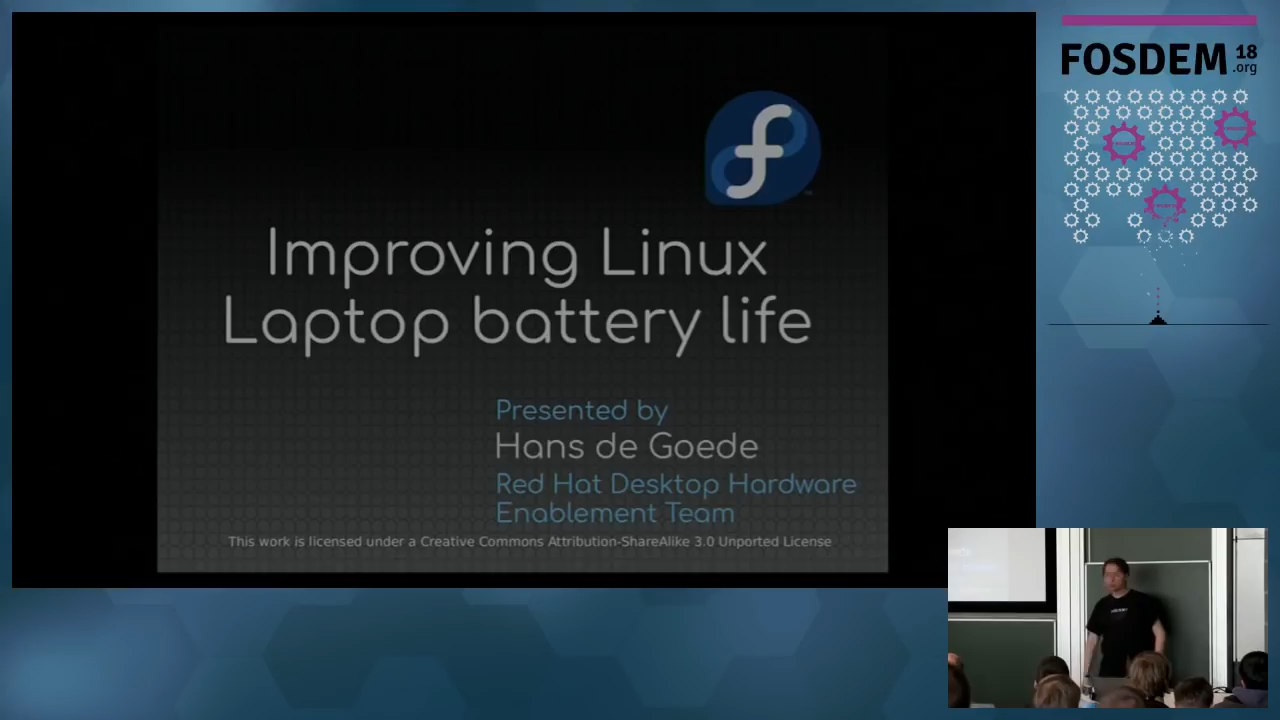 Improving Linux
Laptop battery life
Presented by
Hans de Goede
Red Hat Desktop Hardware
Enablement Team
This work is licensed under a Creative Commons Attribution-ShareAlike 3.0 Unported License
FOSDEM 18
.org